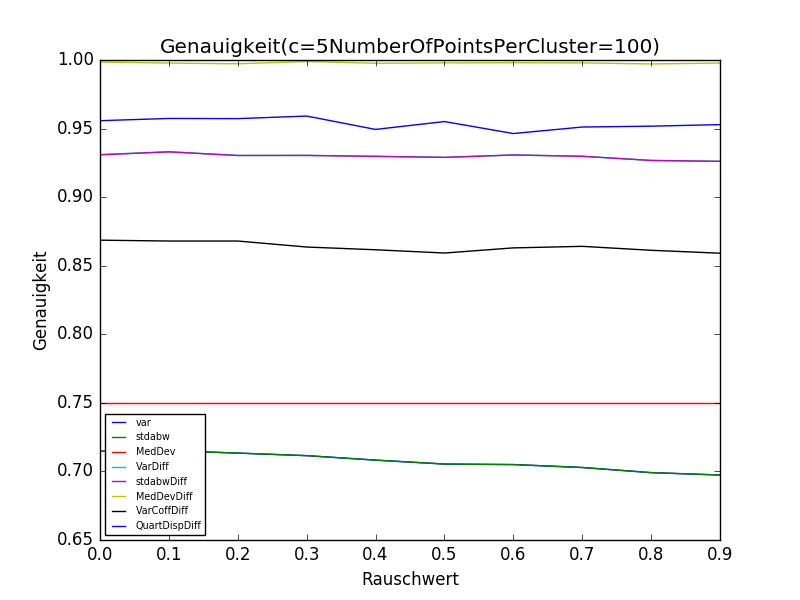 Genauigkeit(c=5NumberOfPointsPerCluster=100)
1.00
0.95
0.90
0.85
0.80
0.75
0.70
0.65
Genauigkeit
var
stdabw
MedDev
VarDiff
stdabwDiff
MedDevDiff
VarCoffDiff
QuartDispDiff
0.0 0.1 0.2 0.3 0.4 0.5 0.6 0.7 0.8 0.9
Rauschwert